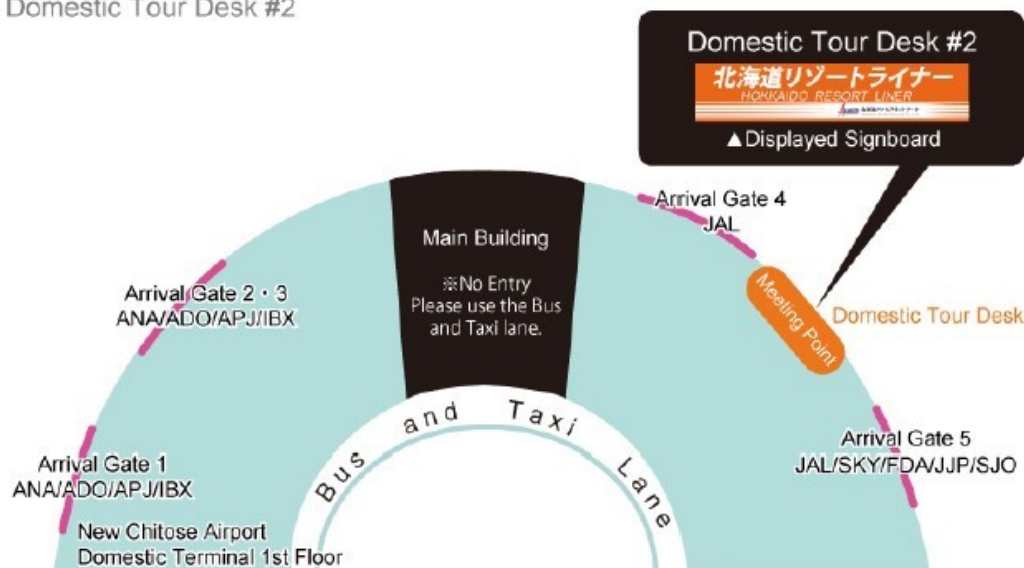 Domestic Tour Desk #2
Domestic Tour Desk #2
北海道リゾートライナー
HOKKAIDO RESORT LINER
▲Displayed Signboard
Arrival Gate 4
JAL
Main Building
※No Entry
Please use the Bus
and Taxi lane.
Arrival Gate 2・3
ANA/ADO/APJ/IBX
Meeting Point
Domestic Tour Desk
Bus and Taxi Lane
Arrival Gate 5
JAL/SKY/FDA/JJP/SJO
Arrival Gate 1
ANA/ADO/APJ/IBX
New Chitose Airport
Domestic Terminal 1st Floor